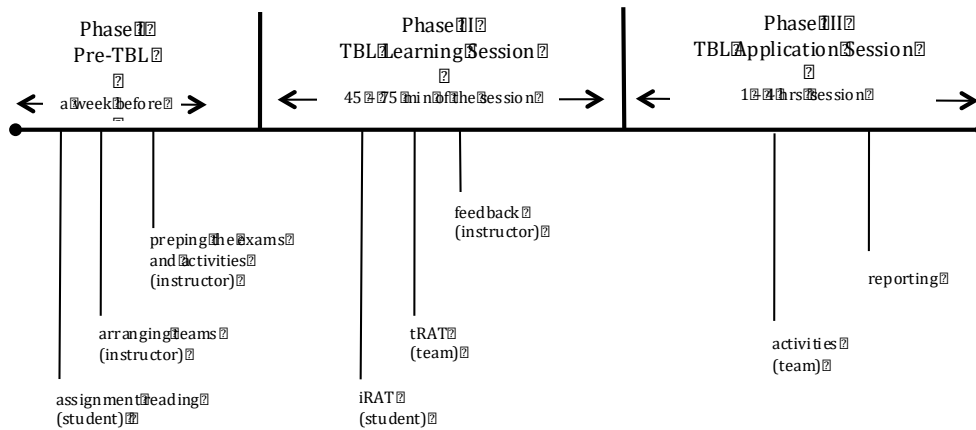 Phase I
Pre-TBL
a week before
Phase II
TBL Learning Session
45 – 75 min of the session
Phase III
TBL Application Session
1 – 4 hrs session
preping the exams
and activities
(instructor)
arranging teams
(instructor)
assignment reading
(student)
feedback
(instructor)
tRAT
(team)
iRAT
(student)
reporting
activities
(team)